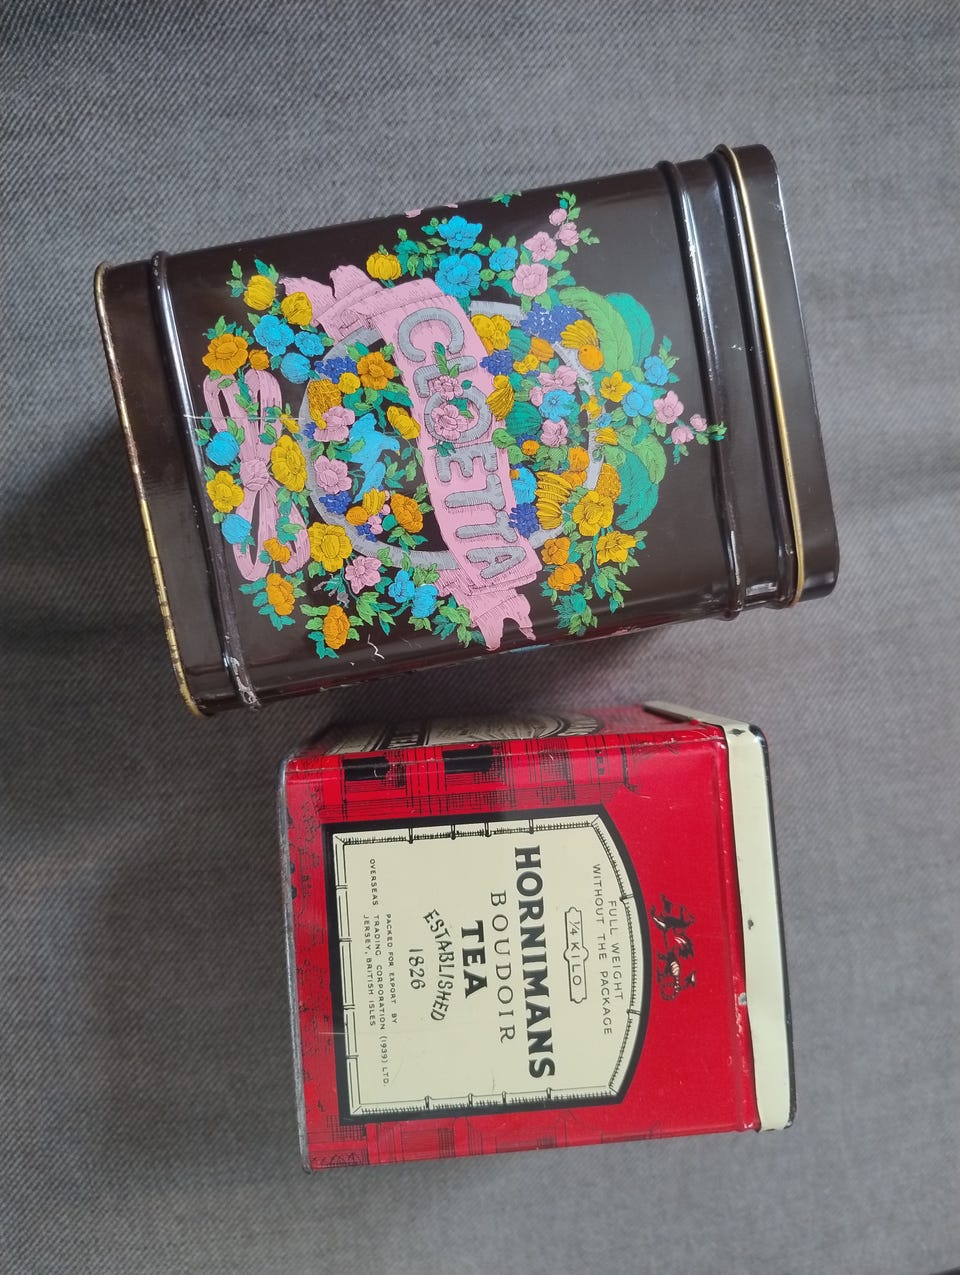 CLOETTA
FULL WEIGHT
WITHOUT THE PACKAGE
1/4 KILO
HORNIMANS
BOUDOIR
TEA
ESTABLISHED
1826
PACKED FOR EXPORT BY
OVERSEAS TRADING CORPORATION (1939) LTD.
JERSEY, BRITISH ISLES